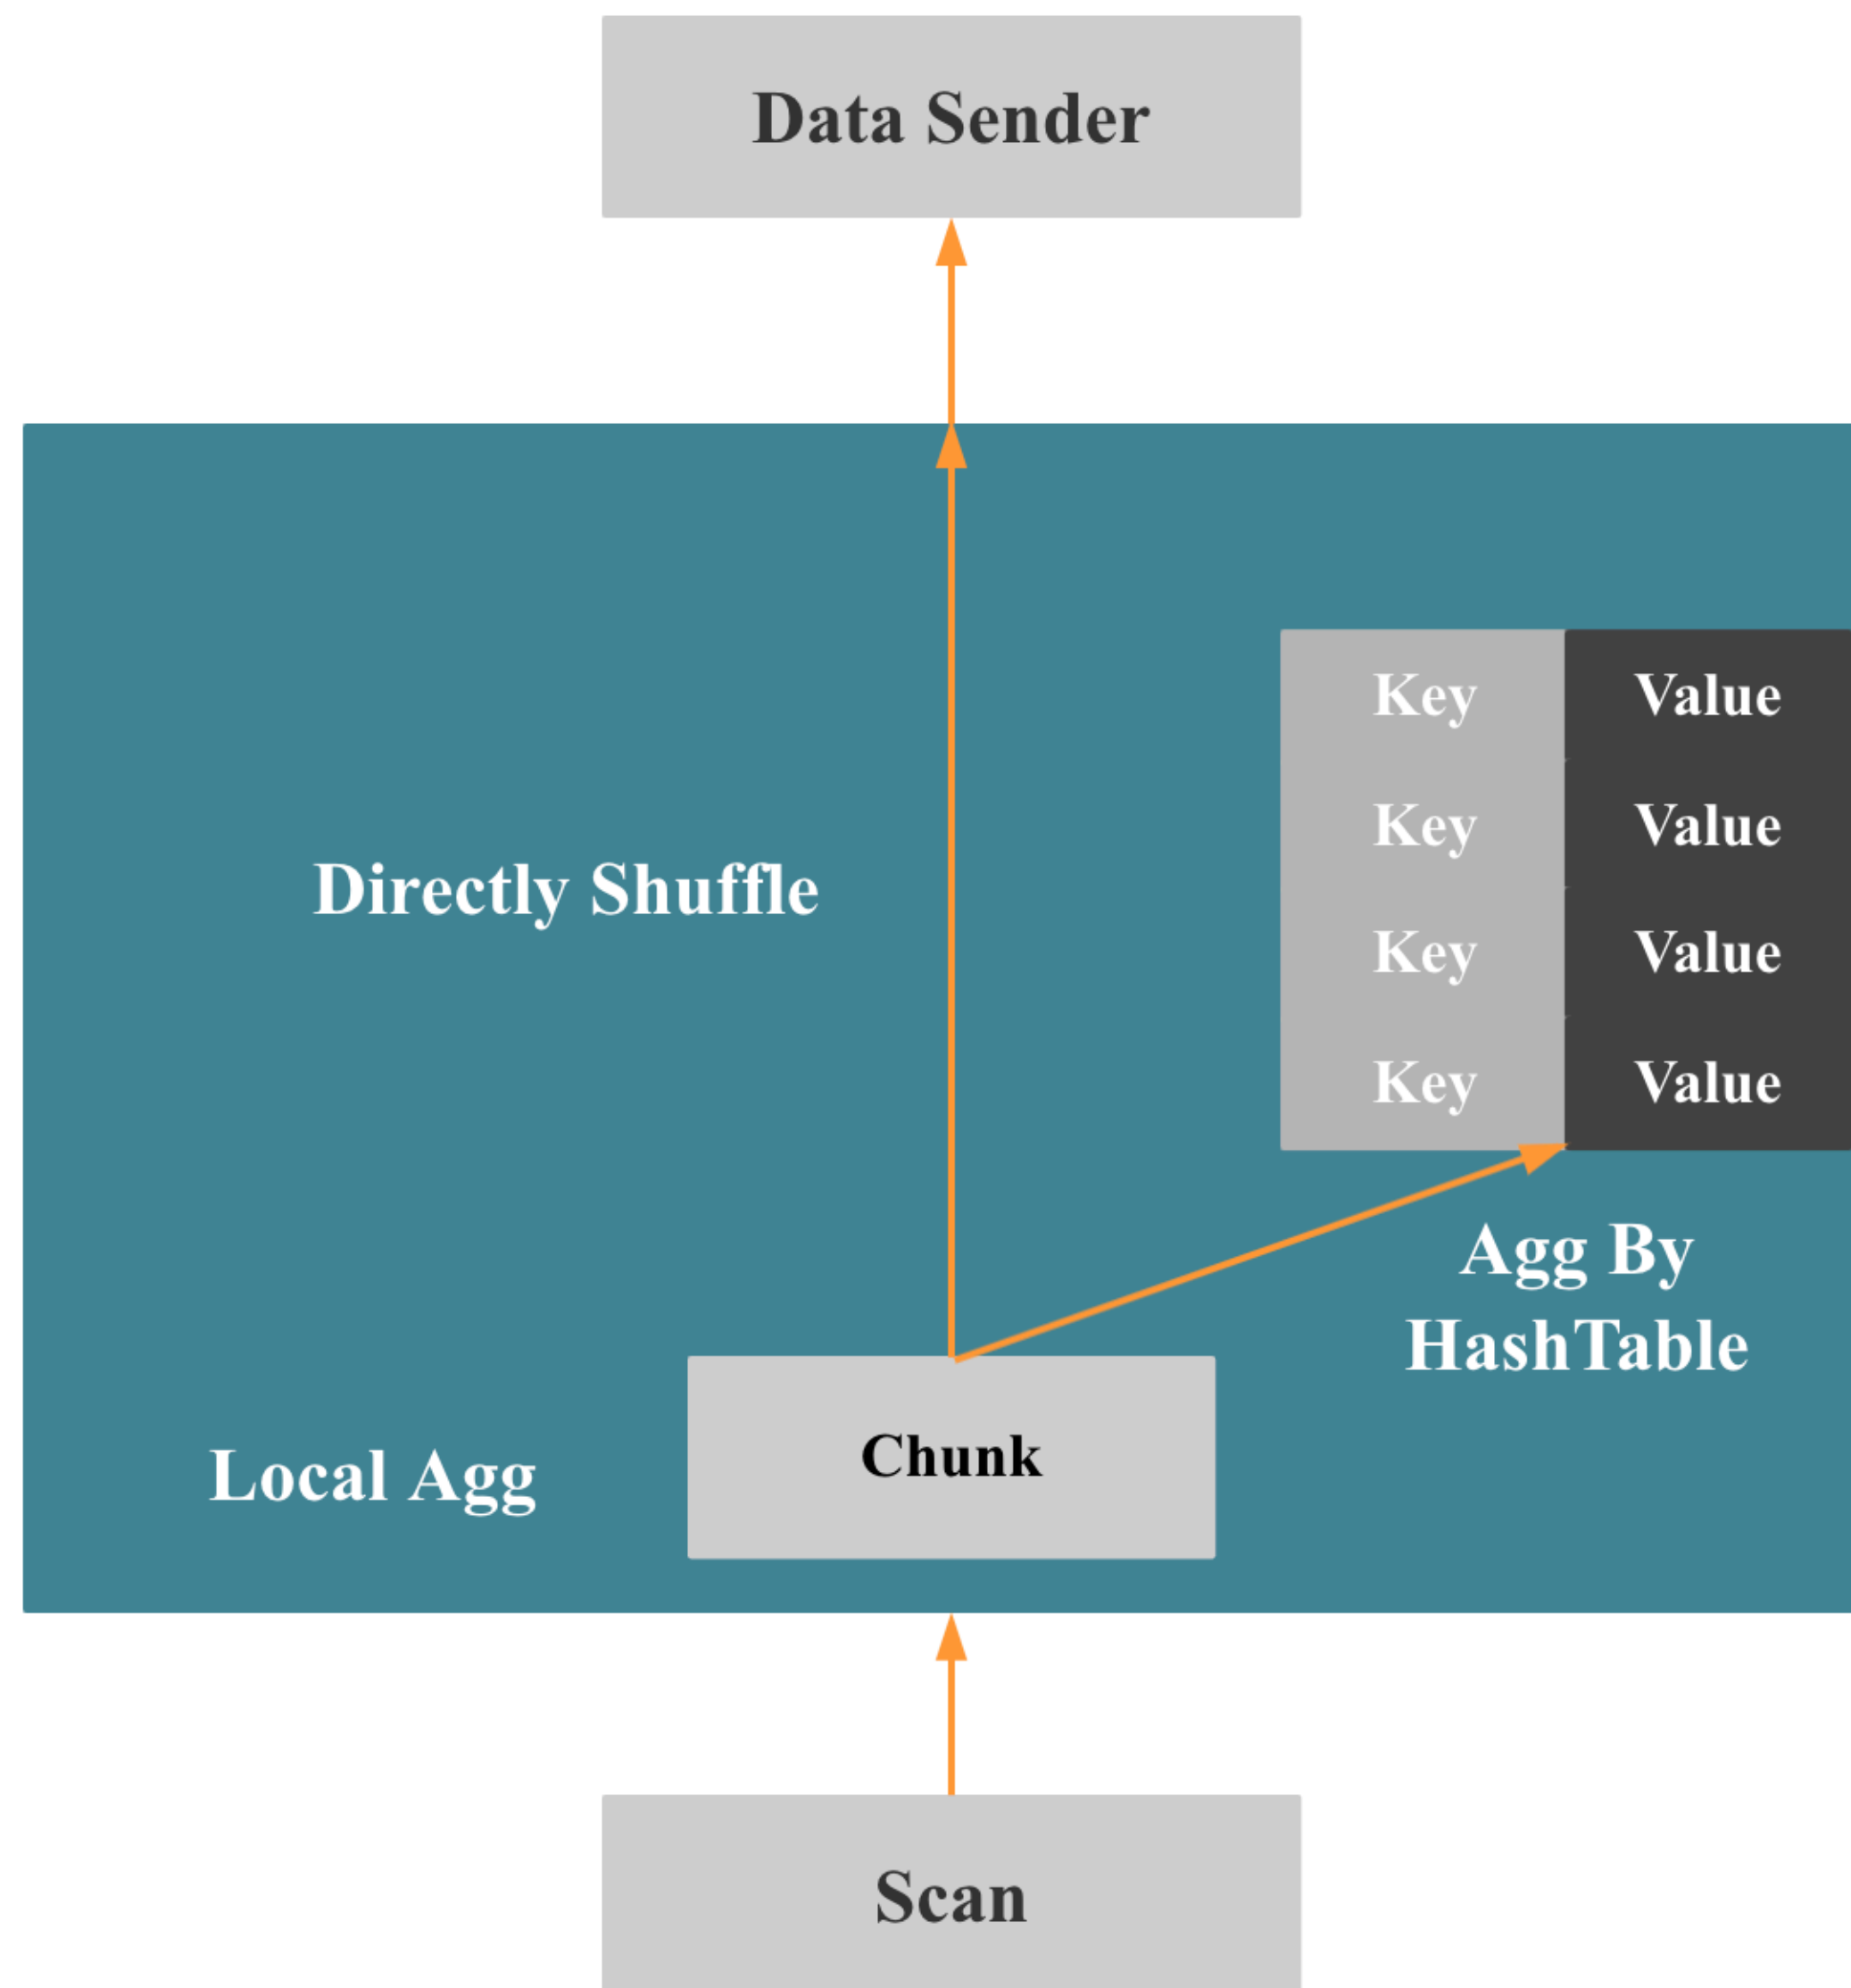 Data Sender
Key Value
Key Value
Directly Shuffle
Key Value
Key Value
Agg By
HashTable
Chunk
Local Agg
Scan